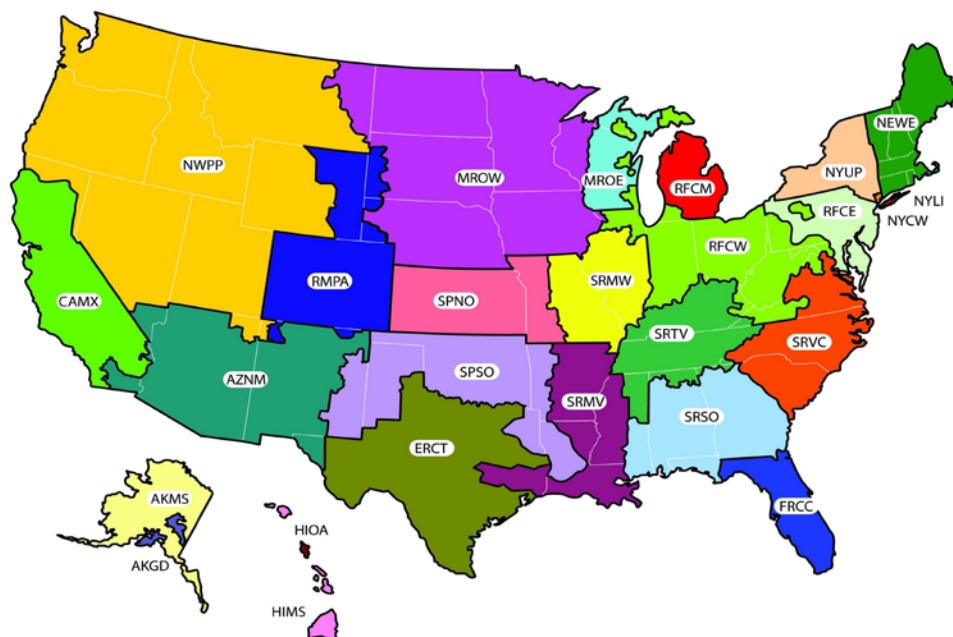 NEWE
NWPP
MROW
MROE
RFCM
NYUP
NYLI
RFCE
NYCW
RFCW
RMPA
SRMW
CAMX
SPNO
SRTV
SRVC
AZNM
SPSO
SRMV
SRSO
ERCT
AKMS
FRCC
HIOA
AKGD
HIMS